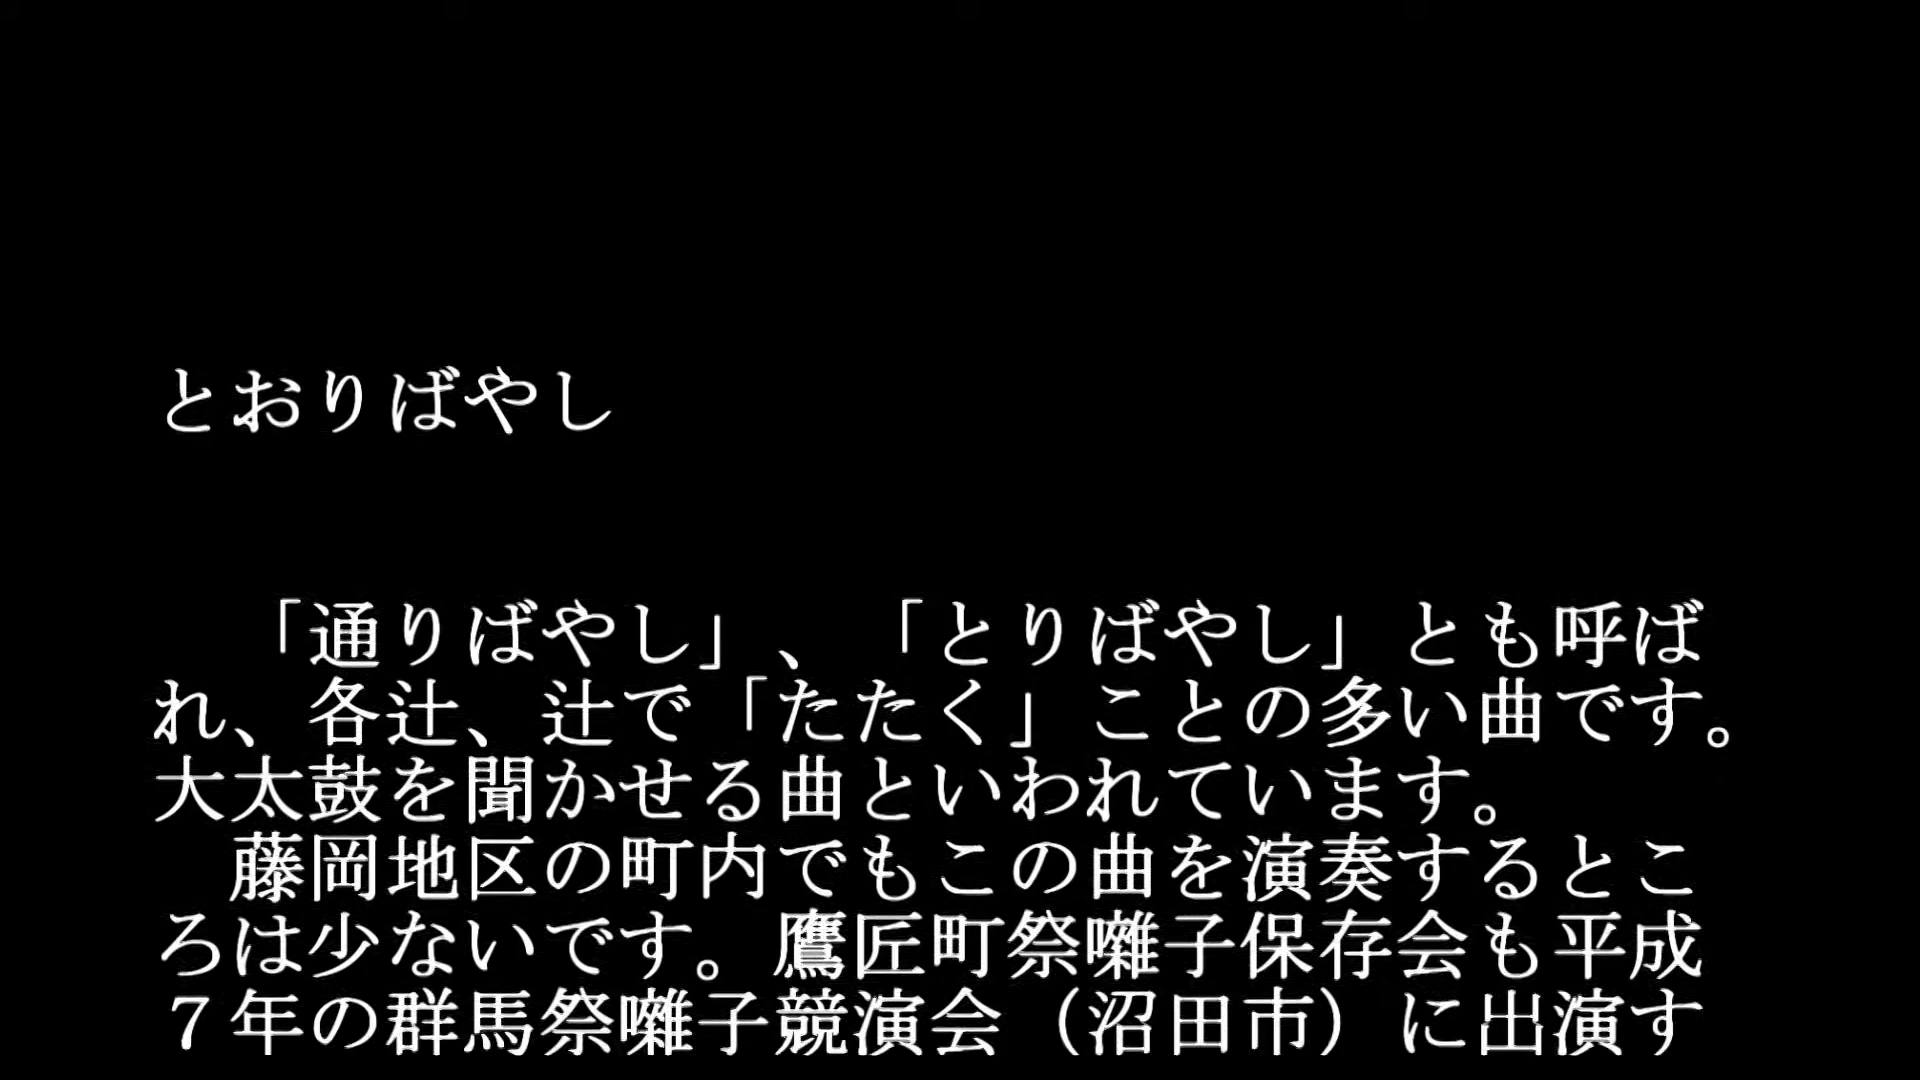 とおりばやし
「通りばやし」、「とりばやし」とも呼ば
れ、各辻、辻で「たたく」ことの多い曲です。
大太鼓を聞かせる曲といわれています。
藤岡地区の町内でもこの曲を演奏するとこ
ろは少ないです。鷹匠町祭囃子保存会も平成
７年の群馬祭囃子競演会（沼田市）に出演す